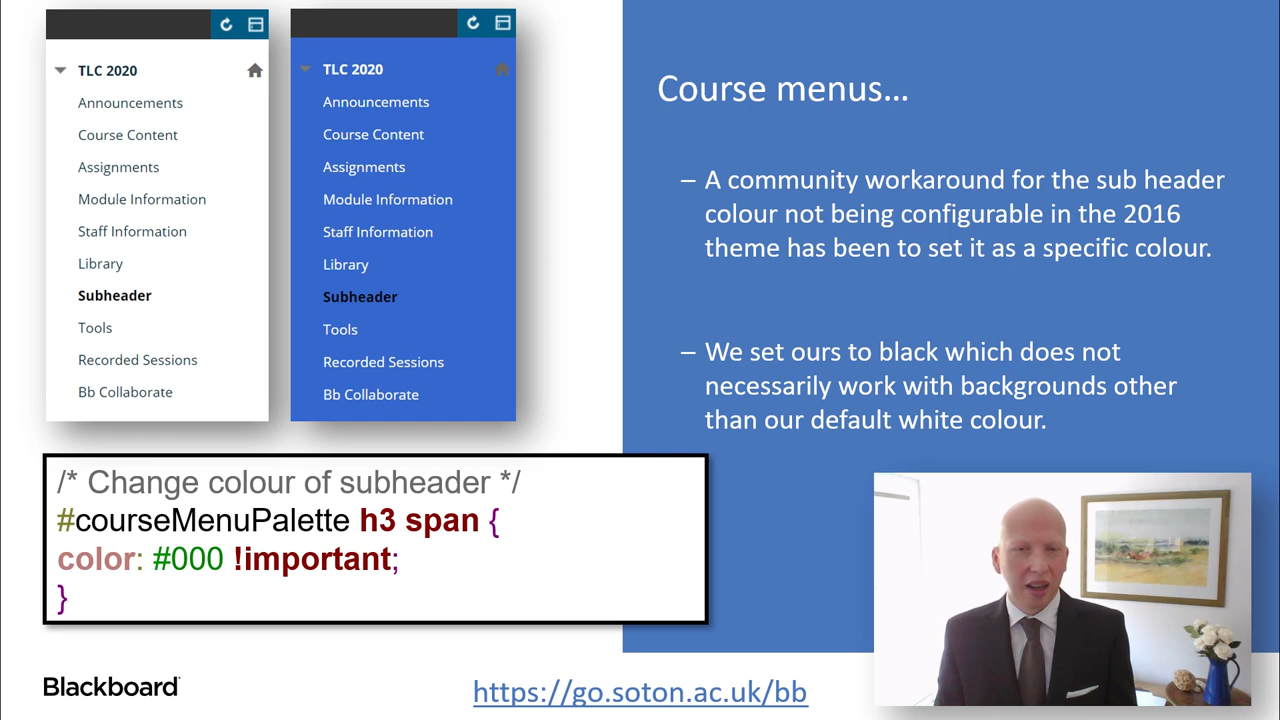 TLC 2020
Announcements
Course Content
Assignments
Module Information
Staff Information
Library
Subheader
Tools
Recorded Sessions
Bb Collaborate
TLC 2020
Announcements
Course Content
Assignments
Module Information
Staff Information
Library
Subheader
Tools
Recorded Sessions
Bb Collaborate
Course menus...
– A community workaround for the sub header
colour not being configurable in the 2016
theme has been to set it as a specific colour.
– We set ours to black which does not
necessarily work with backgrounds other
than our default white colour.
/* Change colour of subheader */
#courseMenuPalette h3 span {
color: #000 !important;
}
Blackboard
https://go.soton.ac.uk/bb